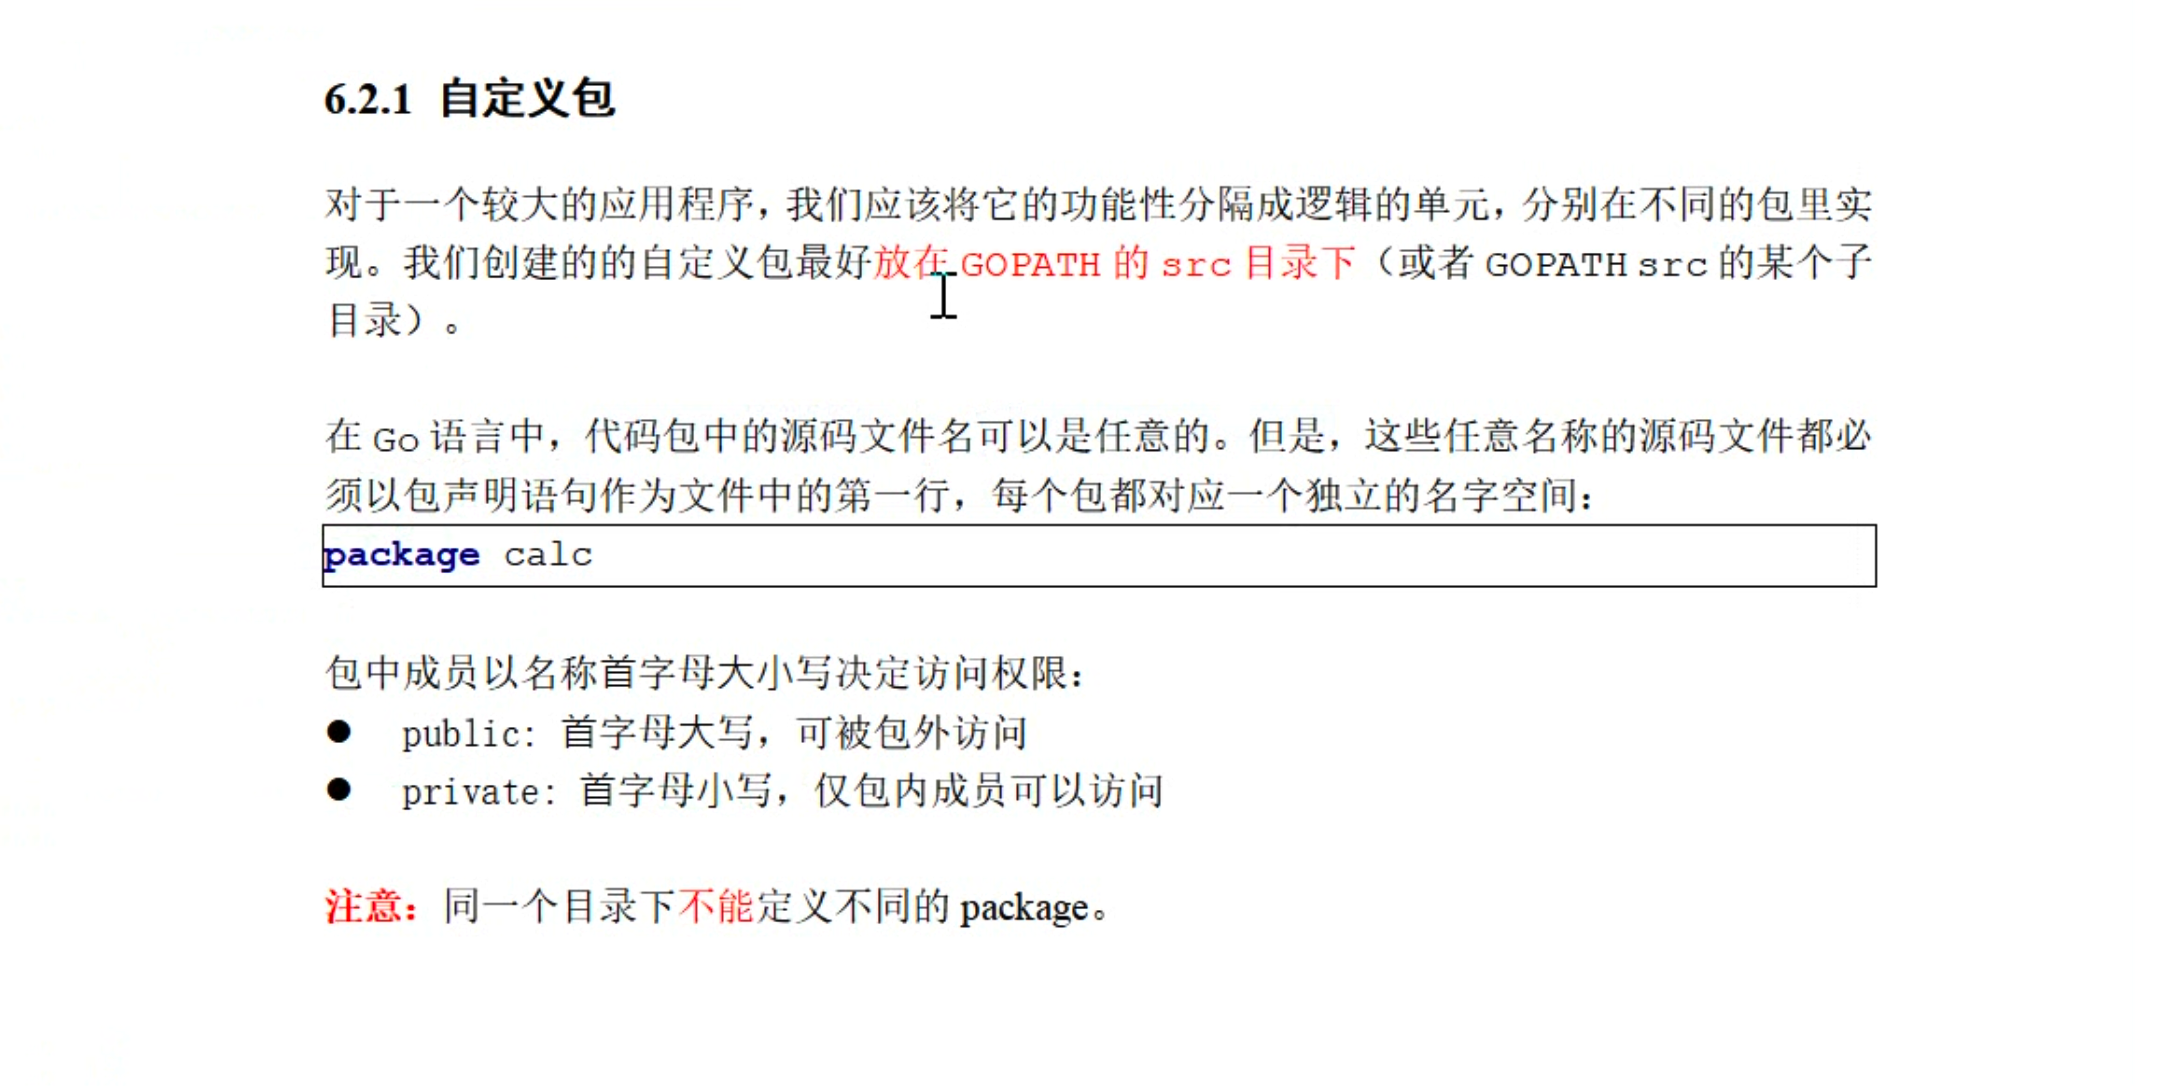 6.2.1 自定义包
对于一个较大的应用程序，我们应该将它的功能性分隔成逻辑的单元，分别在不同的包里实
现。我们创建的的自定义包最好放在 GOPATH 的 src 目录下（或者 GOPATH src 的某个子
目录）。
在 Go 语言中，代码包中的源码文件名可以是任意的。但是，这些任意名称的源码文件都必
须以包声明语句作为文件中的第一行，每个包都对应一个独立的名字空间：
package calc
包中成员以名称首字母大小写决定访问权限：
● public: 首字母大写，可被包外访问
● private: 首字母小写，仅包内成员可以访问
注意：同一个目录下不能定义不同的 package。